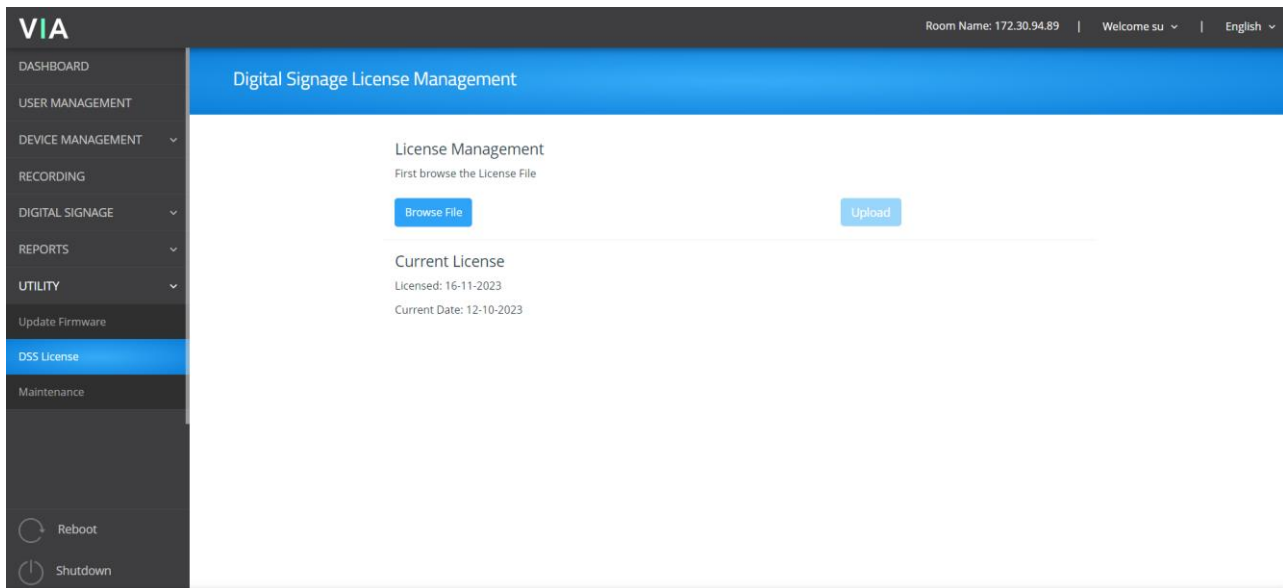 VIA
Room Name: 172.30.94.89 | Welcome su | English
DASHBOARD
USER MANAGEMENT
DEVICE MANAGEMENT
RECORDING
DIGITAL SIGNAGE
REPORTS
UTILITY
Update Firmware
DSS License
Maintenance
Reboot
Shutdown
Digital Signage License Management
License Management
First browse the License File
Browse File
Upload
Current License
Licensed: 16-11-2023
Current Date: 12-10-2023